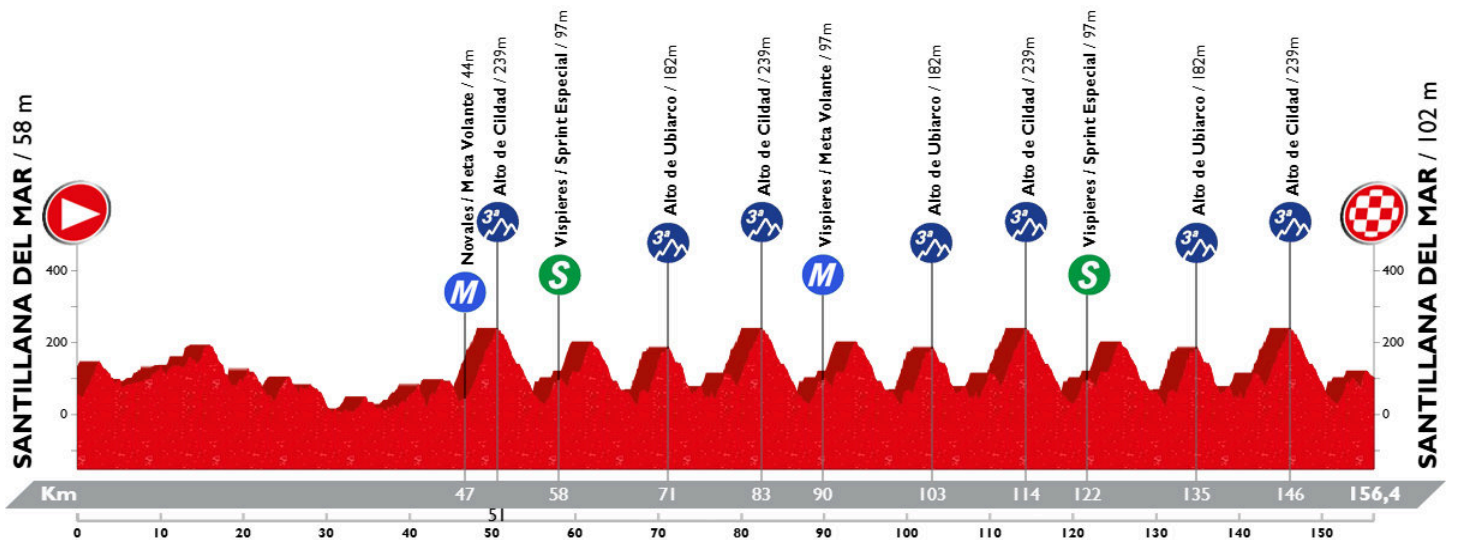 SANTILLANA DEL MAR / 58 m
Novales / Meta Volante / 44m
Alto de Cildad / 239m
Vispieres / Sprint Especial / 97m
Alto de Ubiarco / 182m
Alto de Cildad / 239m
Vispieres / Meta Volante / 97m
Alto de Ubiarco / 182m
Alto de Cildad / 239m
Vispieres / Sprint Especial / 97m
Alto de Ubiarco / 182m
Alto de Cildad / 239m
SANTILLANA DEL MAR / 102 m
M
3ª
S
3ª
3ª
M
3ª
3ª
S
3ª
3ª
400
200
0
400
200
0
Km 47 58 71 83 90 103 114 122 135 146 156,4
51
0 10 20 30 40 50 60 70 80 90 100 110 120 130 140 150